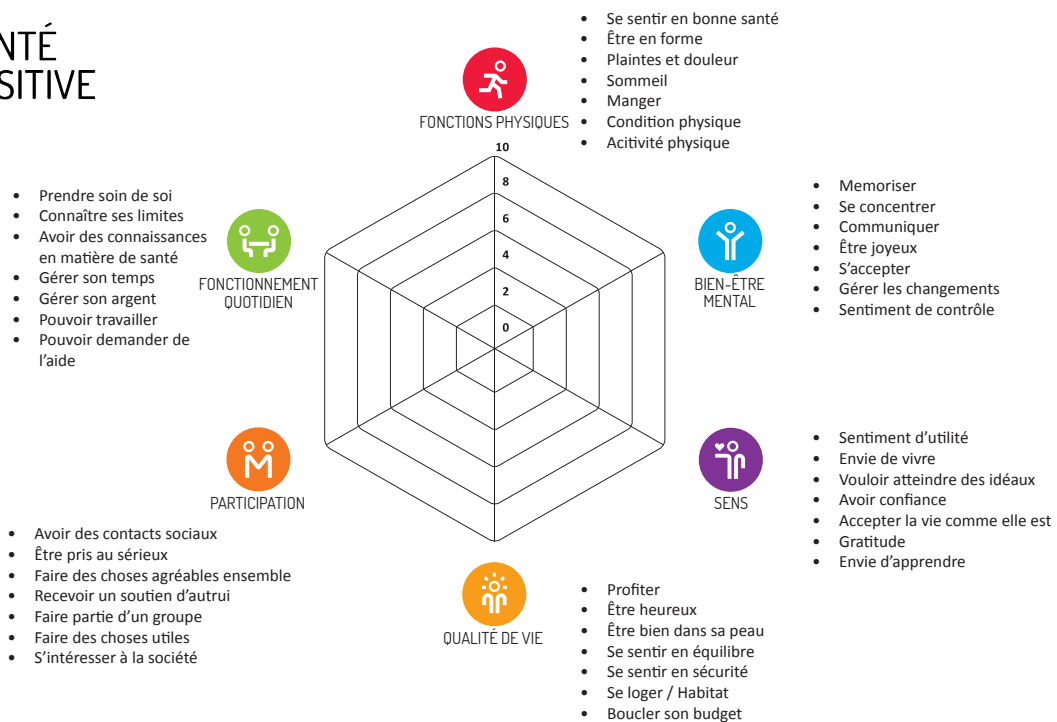 NTÉ
SITIVE
• Se sentir en bonne santé
• Être en forme
• Plaintes et douleur
• Sommeil
• Manger
• Condition physique
• Acitivité physique
FONCTIONS PHYSIQUES
10
8
6
4
2
0
• Prendre soin de soi
• Connaître ses limites
• Avoir des connaissances
en matière de santé
• Gérer son temps
• Gérer son argent
• Pouvoir travailler
• Pouvoir demander de
l'aide
FONCTIONNEMENT
QUOTIDIEN
BIEN-ÊTRE
MENTAL
• Memoriser
• Se concentrer
• Communiquer
• Être joyeux
• S'accepter
• Gérer les changements
• Sentiment de contrôle
PARTICIPATION
• Avoir des contacts sociaux
• Être pris au sérieux
• Faire des choses agréables ensemble
• Recevoir un soutien d'autrui
• Faire partie d'un groupe
• Faire des choses utiles
• S'intéresser à la société
SENS
• Sentiment d'utilité
• Envie de vivre
• Vouloir atteindre des idéaux
• Avoir confiance
• Accepter la vie comme elle est
• Gratitude
• Envie d'apprendre
QUALITÉ DE VIE
• Profiter
• Être heureux
• Être bien dans sa peau
• Se sentir en équilibre
• Se sentir en sécurité
• Se loger / Habitat
• Boucler son budget